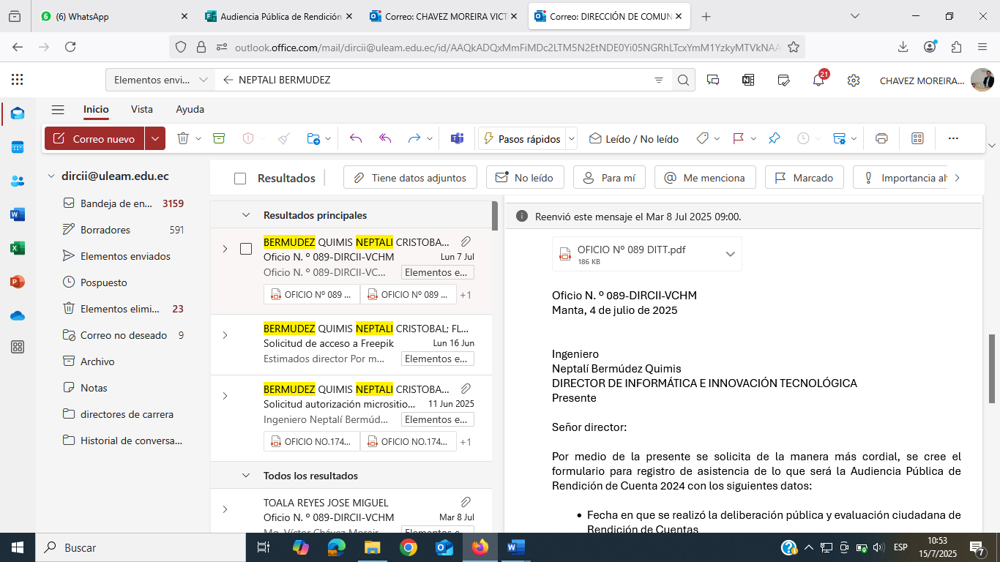 6 WhatsApp
Audiencia Pública de Rendición
Correo: CHAVEZ MOREIRA VICT
Correo: DIRECCIÓN DE COMUN
outlook.office.com/mail/dircii@uleam.edu.ec/id/AAQkADQxMmFiMDc2LTM5N2EtNDE0Yi05NGRhLTcxYmM1YzkyMTVkNAA
Elementos envi...
NEPTALI BERMUDEZ
21
CHAVEZ MOREIRA...
Inicio
Vista
Ayuda
Correo nuevo
Pasos rápidos
Leído / No leído
dircii@uleam.edu.ec
Bandeja de en... 3159
Borradores 591
Elementos enviados
Pospuesto
Elementos elimi... 23
Correo no deseado 9
Archivo
Notas
directores de carrera
Historial de conversa...
Resultados
Tiene datos adjuntos
No leído
Para mí
Me menciona
Marcado
Importancia alt
Resultados principales
BERMUDEZ QUIMIS NEPTALI CRISTOBA...
Oficio N. º 089-DIRCII-VCHM Lun 7 Jul
Oficio N. º 089-DIRCII-VC... Elementos e...
OFICIO Nº 089 ... OFICIO Nº 089 ... +1
BERMUDEZ QUIMIS NEPTALI CRISTOBAL; FL...
Solicitud de acceso a Freepik Lun 16 Jun
Estimados director Por m... Elementos e...
BERMUDEZ QUIMIS NEPTALI CRISTOBA...
Solicitud autorización micrositio... 11 Jun 2025
Ingeniero Neptalí Bermúd... Elementos e...
OFICIO NO.174... OFICIO NO.174... +1
Todos los resultados
TOALA REYES JOSE MIGUEL
Oficio N. º 089-DIRCII-VCHM Mar 8 Jul
Mg. Víctor Chávez Moreir... Elementos e...
Reenvió este mensaje el Mar 8 Jul 2025 09:00.
OFICIO Nº 089 DITT.pdf
186 KB
Oficio N. º 089-DIRCII-VCHM
Manta, 4 de julio de 2025
Ingeniero
Neptalí Bermúdez Quimis
DIRECTOR DE INFORMÁTICA E INNOVACIÓN TECNOLÓGICA
Presente
Señor director:
Por medio de la presente se solicita de la manera más cordial, se cree el
formulario para registro de asistencia de lo que será la Audiencia Pública de
Rendición de Cuenta 2024 con los siguientes datos:
• Fecha en que se realizó la deliberación pública y evaluación ciudadana de
Rendición de Cuentas
Buscar
ESP
10:53
15/7/2025
7